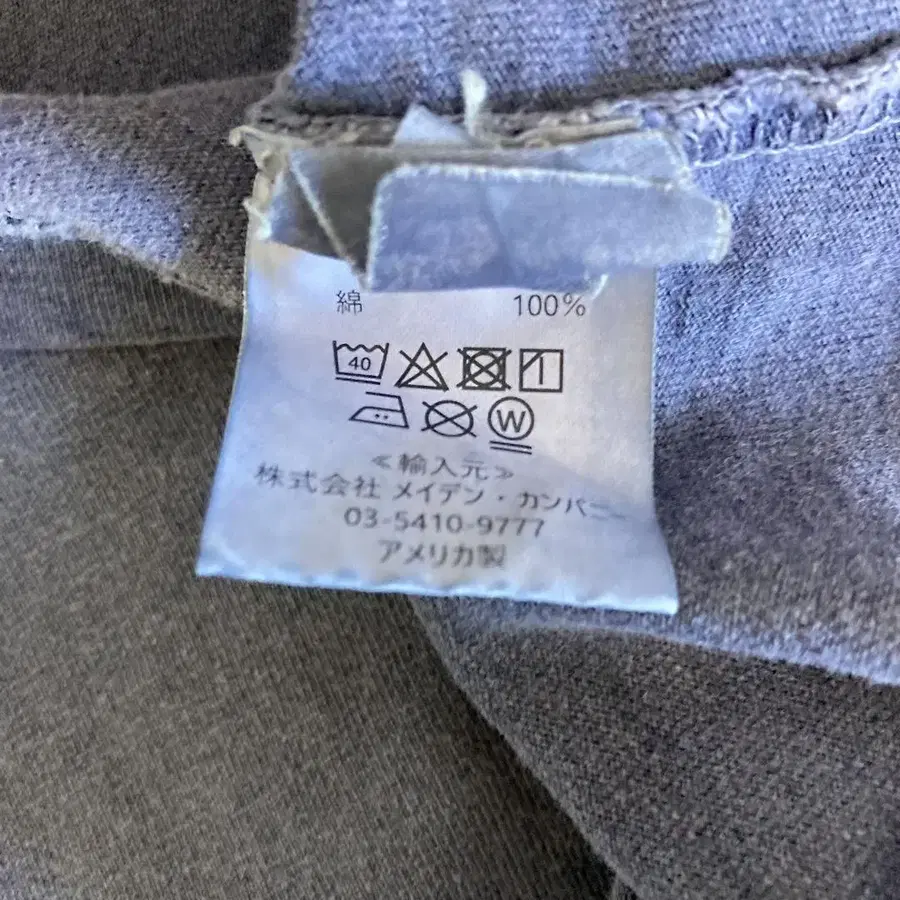 綿 100%
40
W
≪輸入元≫
株式会社 メイデン・カンパニー
03-5410-9777
アメリカ製